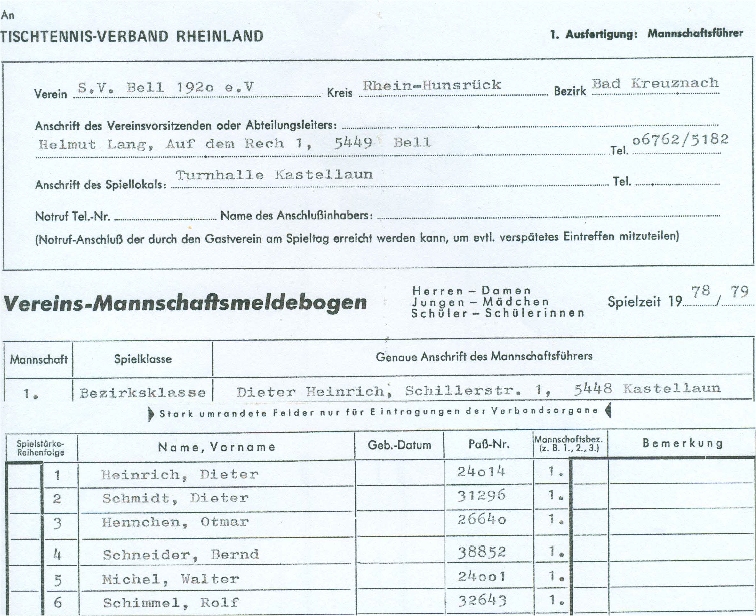 An
TISCHTENNIS-VERBAND RHEINLAND
1. Ausfertigung: Mannschaftsführer
Verein S.V. Bell 192o e.V Kreis Rhein-Hunsrück Bezirk Bad Kreuznach
Anschrift des Vereinsvorsitzenden oder Abteilungsleiters:
Helmut Lang, Auf dem Rech 1, 5449 Bell Tel. o6762/5182
Anschrift des Spiellokals: Turnhalle Kastellaun Tel.
Notruf Tel.-Nr. Name des Anschlußinhabers:
(Notruf-Anschluß der durch den Gastverein am Spieltag erreicht werden kann, um evtl. verspätetes Eintreffen mitzuteilen)
Vereins-Mannschaftsmeldebogen
Herren – Damen
Jungen – Mädchen
Schüler – Schülerinnen
Spielzeit 19 78 / 79
Mannschaft Spielklasse Genaue Anschrift des Mannschaftsführers
1. Bezirksklasse Dieter Heinrich, Schillerstr. 1, 5448 Kastellaun
Stark umrandete Felder nur für Eintragungen der Verbandsorgane
Spielstärke-Reihenfolge Name, Vorname Geb.-Datum Paß-Nr. Mannschaftsbez. (z. B. 1., 2., 3.) Bemerkung
1 Heinrich, Dieter 24o14 1.
2 Schmidt, Dieter 31296 1.
3 Hennchen, Otmar 2664o 1.
4 Schneider, Bernd 38852 1.
5 Michel, Walter 24oo1 1.
6 Schimmel, Rolf 32643 1.